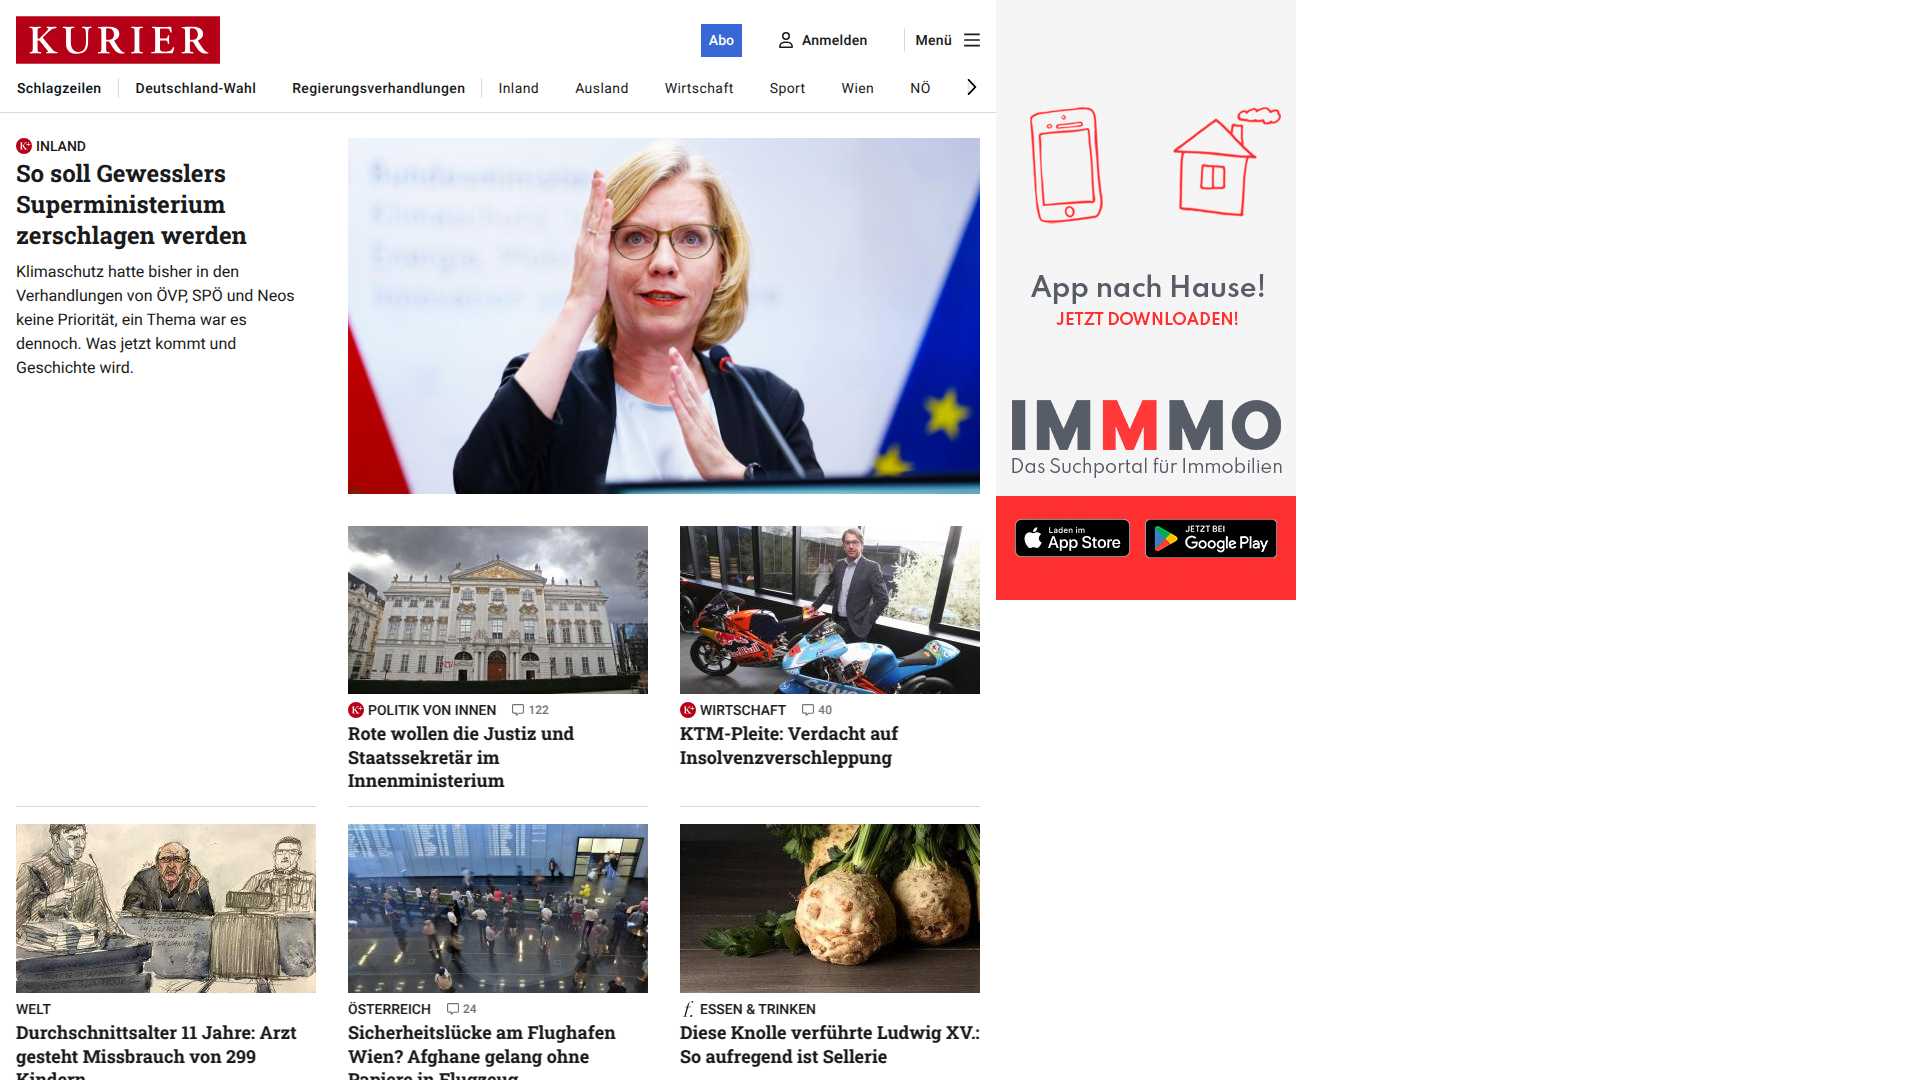 KURIER
Abo
Anmelden
Menü
Schlagzeilen
Deutschland-Wahl
Regierungsverhandlungen
Inland
Ausland
Wirtschaft
Sport
Wien
NÖ
INLAND
So soll Gewesslers
Superministerium
zerschlagen werden
Klimaschutz hatte bisher in den
Verhandlungen von ÖVP, SPÖ und Neos
keine Priorität, ein Thema war es
dennoch. Was jetzt kommt und
Geschichte wird.
POLITIK VON INNEN 122
Rote wollen die Justiz und
Staatssekretär im
Innenministerium
WIRTSCHAFT 40
KTM-Pleite: Verdacht auf
Insolvenzverschleppung
WELT
Durchschnittsalter 11 Jahre: Arzt
gesteht Missbrauch von 299
Kindern
ÖSTERREICH 24
Sicherheitslücke am Flughafen
Wien? Afghane gelang ohne
Papiere in Flugzeug
ESSEN & TRINKEN
Diese Knolle verführte Ludwig XV.:
So aufregend ist Sellerie
App nach Hause!
JETZT DOWNLOADEN!
IMMMO
Das Suchportal für Immobilien
Laden im
App Store
JETZT BEI
Google Play